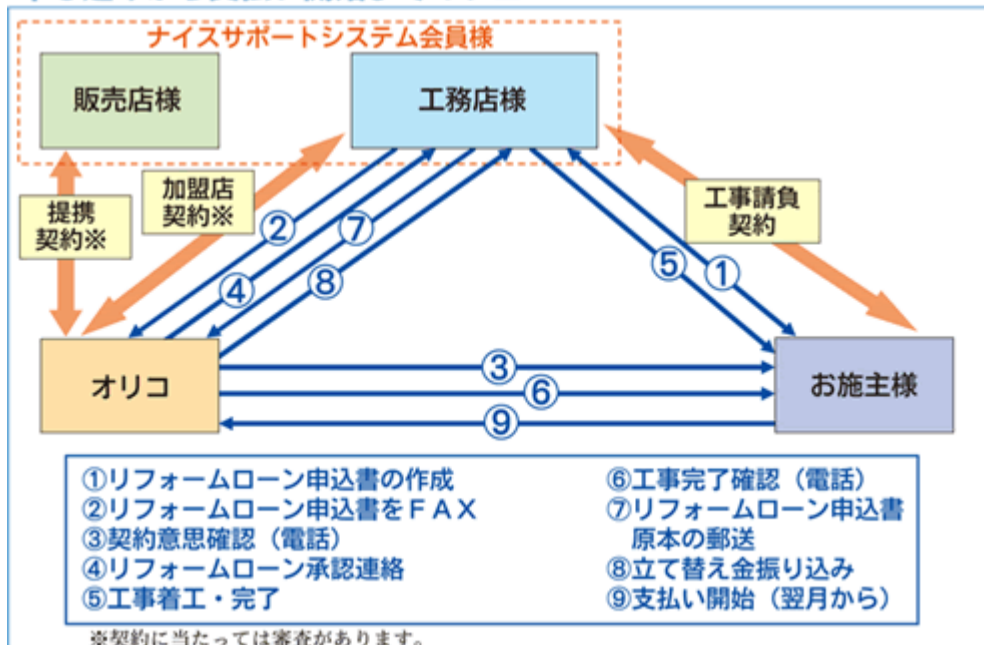 ナイスサポートシステム会員様
販売店様
工務店様
提携
契約※
加盟店
契約※
工事請負
契約
②
⑦
④
⑧
⑤
①
オリコ
③
⑥
⑨
お施主様
①リフォームローン申込書の作成
②リフォームローン申込書をＦＡＸ
③契約意思確認（電話）
④リフォームローン承認連絡
⑤工事着工・完了
⑥工事完了確認（電話）
⑦リフォームローン申込書
原本の郵送
⑧立て替え金振り込み
⑨支払い開始（翌月から）
※契約に当たっては審査があります。